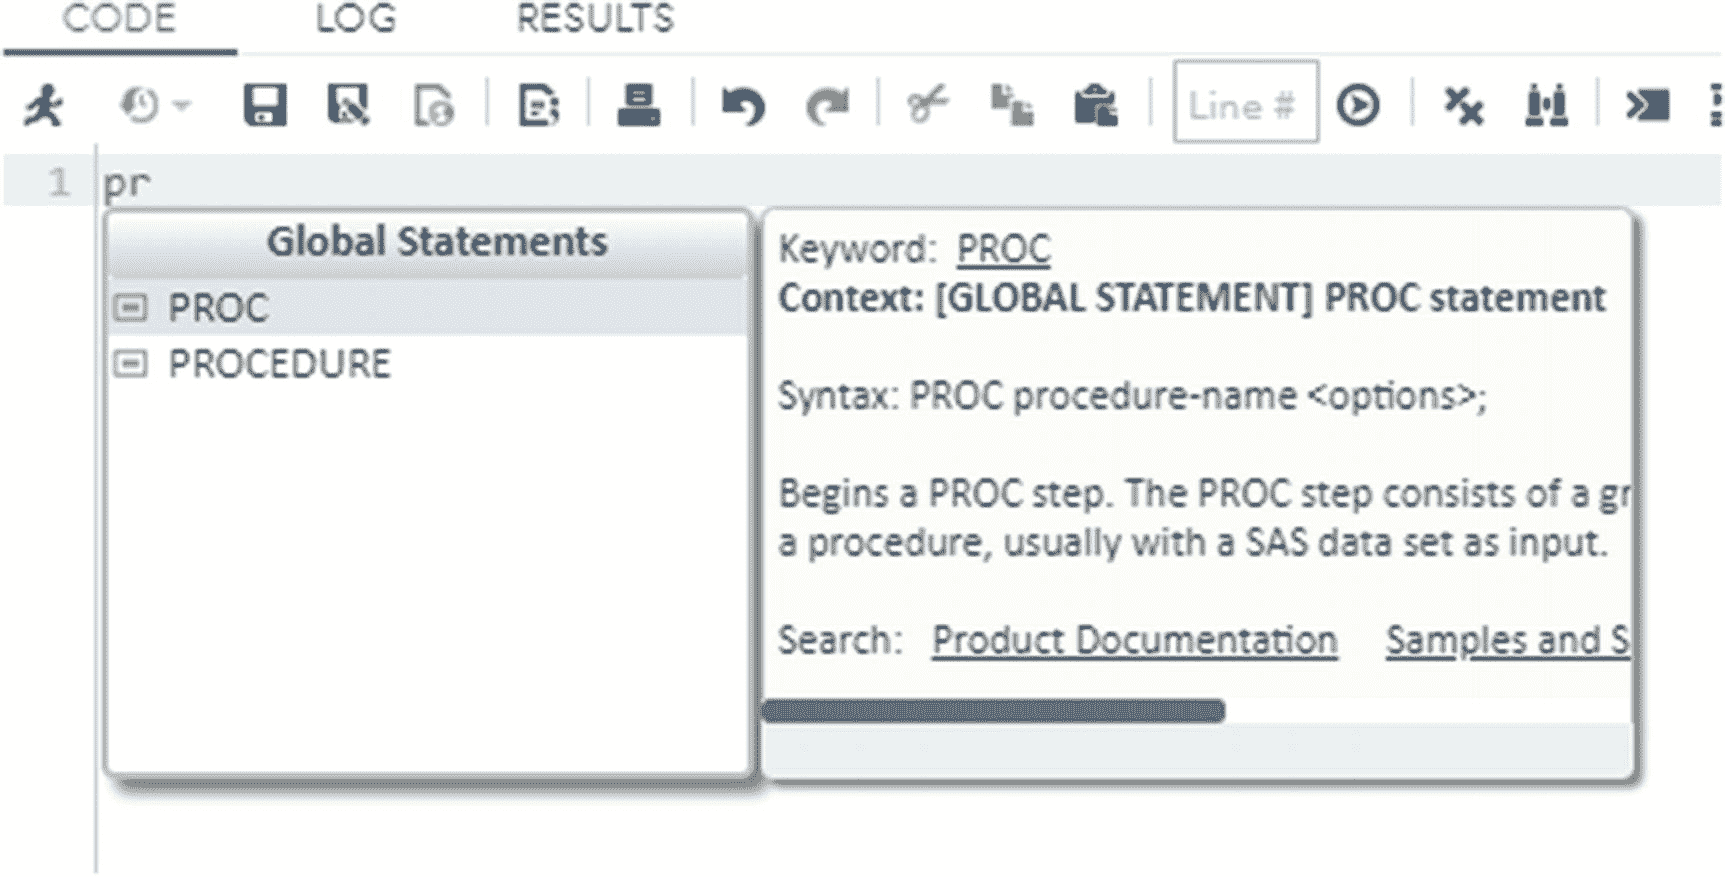 CODE LOG RESULTS
Line #
1 pr
Global Statements
PROC
PROCEDURE
Keyword: PROC
Context: [GLOBAL STATEMENT] PROC statement
Syntax: PROC procedure-name <options>;
Begins a PROC step. The PROC step consists of a gr
a procedure, usually with a SAS data set as input.
Search: Product Documentation Samples and S